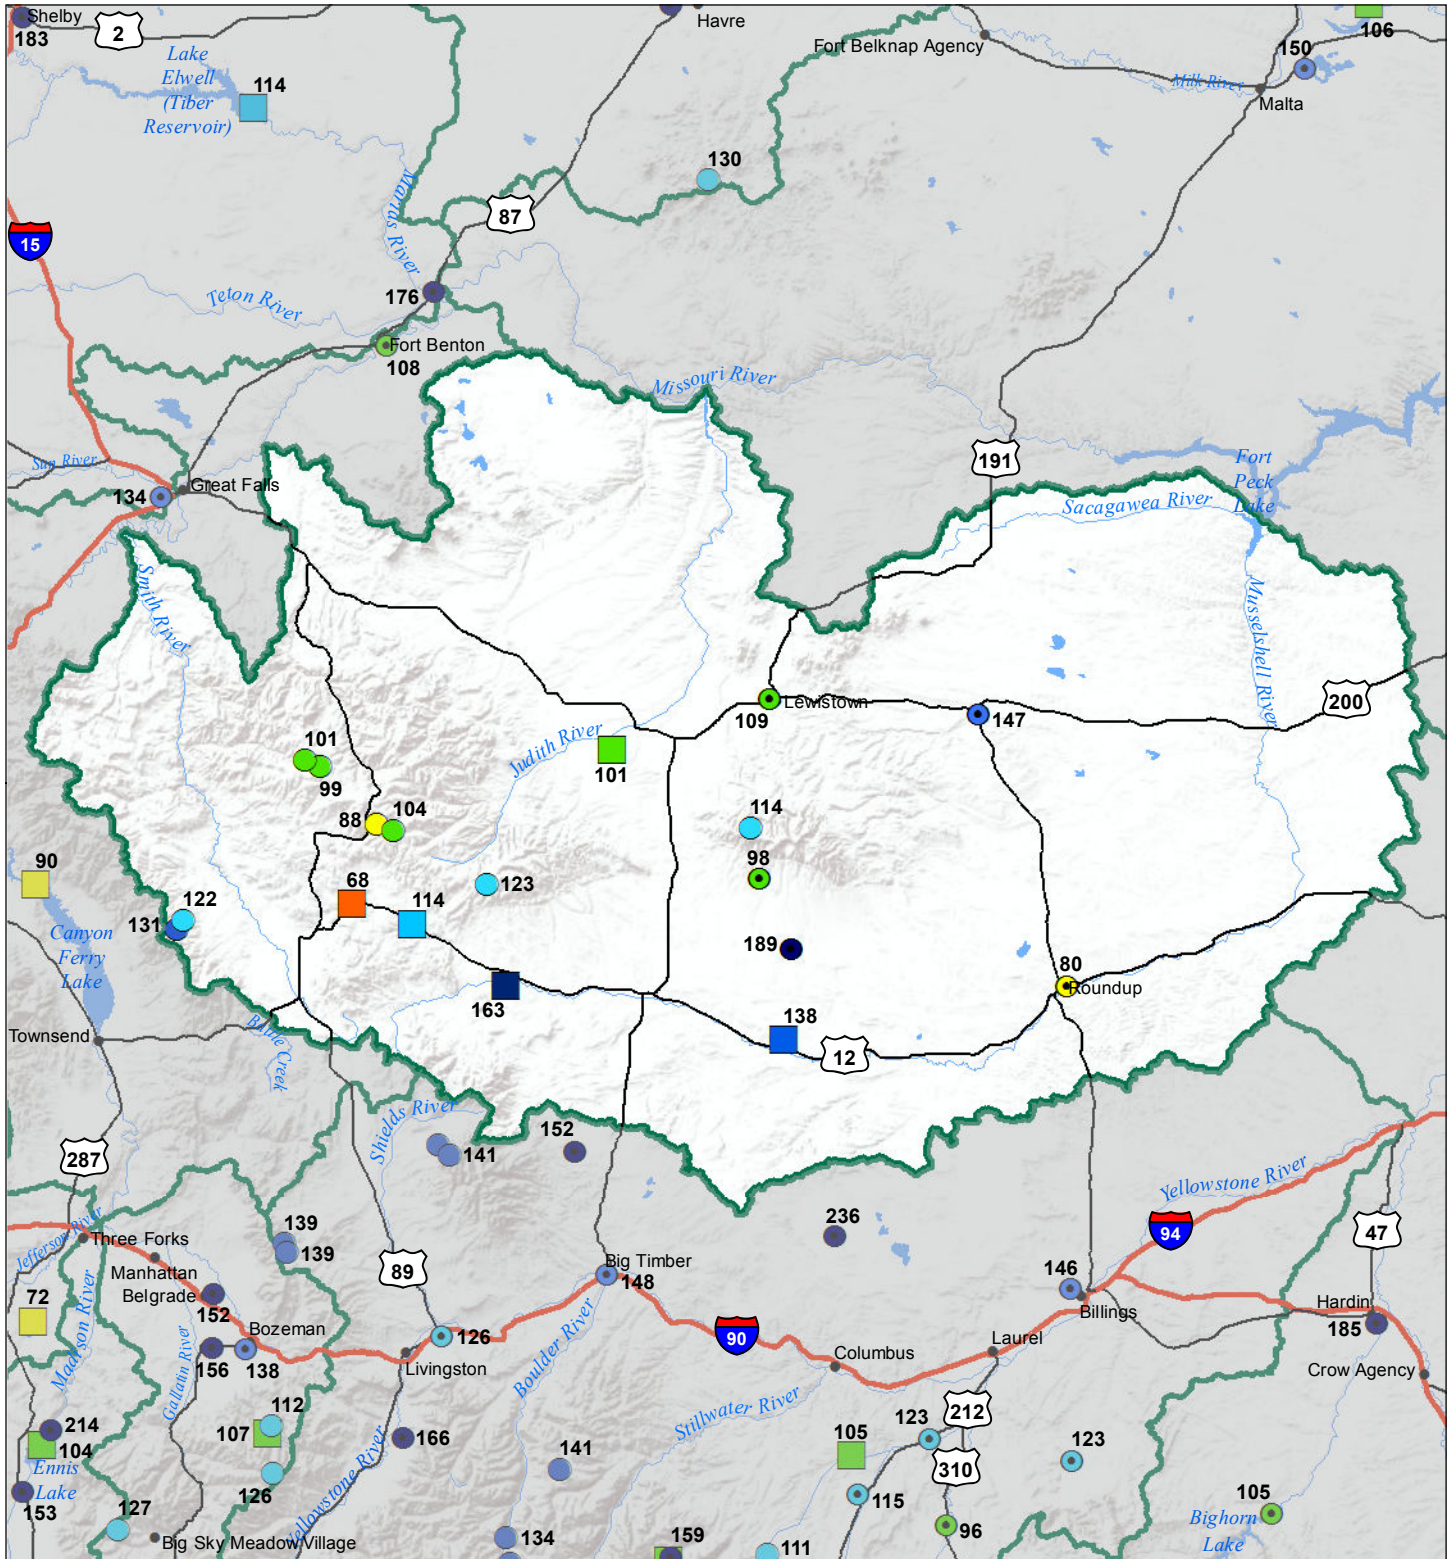 Shelby
183
2
Havre
Fort Belknap Agency
106
150
Milk River
Malta
Lake
Elwell
(Tiber
Reservoir)
114
130
Marias River
87
15
Teton River
176
Fort Benton
108
Missouri River
191
Fort
Peck
Lake
Sacagawea River
Sun River
Great Falls
134
Smith River
Musselshell River
200
Lewistown
109
147
Judith River
101
101
99
88
104
114
98
90
68
114
123
122
131
Canyon
Ferry
Lake
189
80
Roundup
163
138
12
Townsend
Battle Creek
Shields River
141
152
287
Yellowstone River
94
47
236
139
139
Jefferson River
Three Forks
Manhattan
Belgrade
152
89
Big Timber
148
146
Billings
Hardin
185
72
Madison River
Bozeman
156
138
126
Livingston
90
Boulder River
Columbus
Laurel
Crow Agency
Gallatin River
Stillwater River
212
214
104
Ennis
Lake
153
112
107
126
166
141
105
123
310
123
115
96
105
Bighorn
Lake
127
Big Sky Meadow Village
Yellowstone River
134
159
111